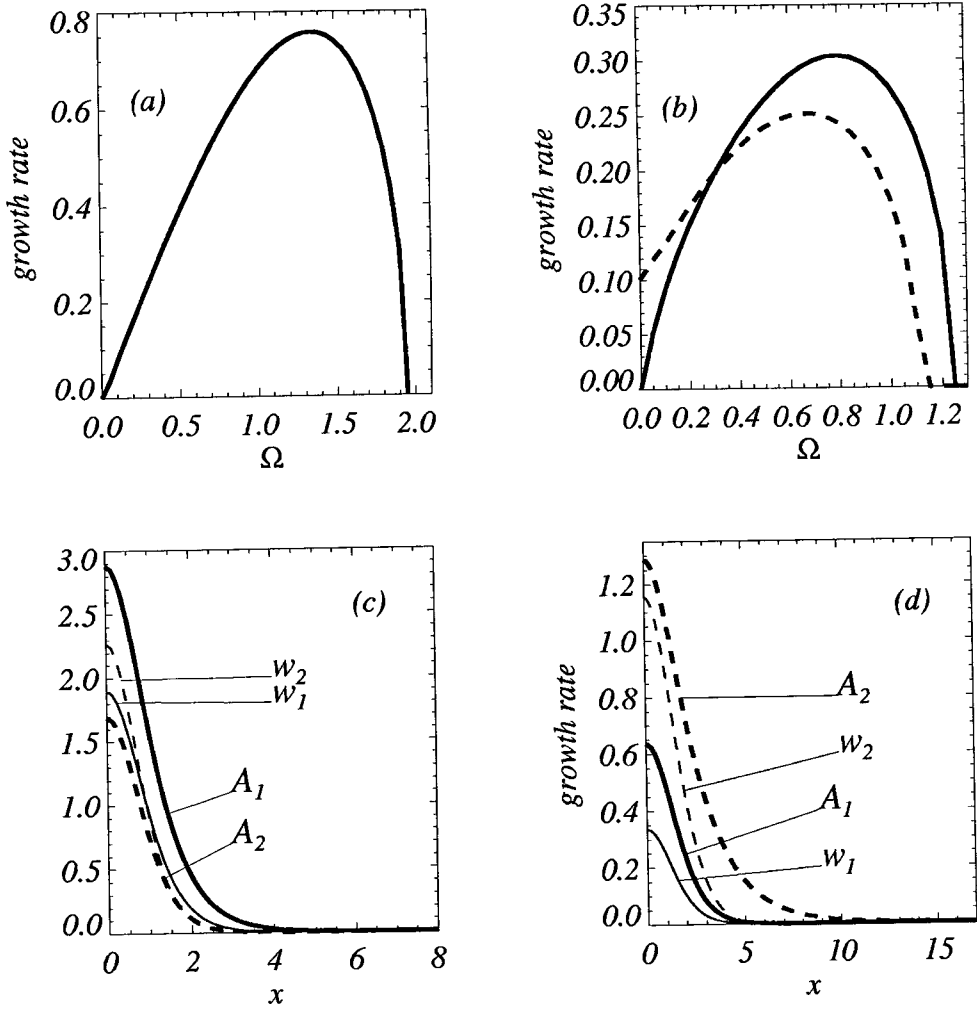 0.8
0.6
0.4
0.2
0.0
growth rate
(a)
0.0 0.5 1.0 1.5 2.0
Ω
0.35
0.30
0.25
0.20
0.15
0.10
0.05
0.00
growth rate
(b)
0.0 0.2 0.4 0.6 0.8 1.0 1.2
Ω
3.0
2.5
2.0
1.5
1.0
0.5
0.0
(c)
w2
w1
A1
A2
0 2 4 6 8
x
1.2
1.0
0.8
0.6
0.4
0.2
0.0
growth rate
(d)
A2
w2
A1
w1
0 5 10 15
x